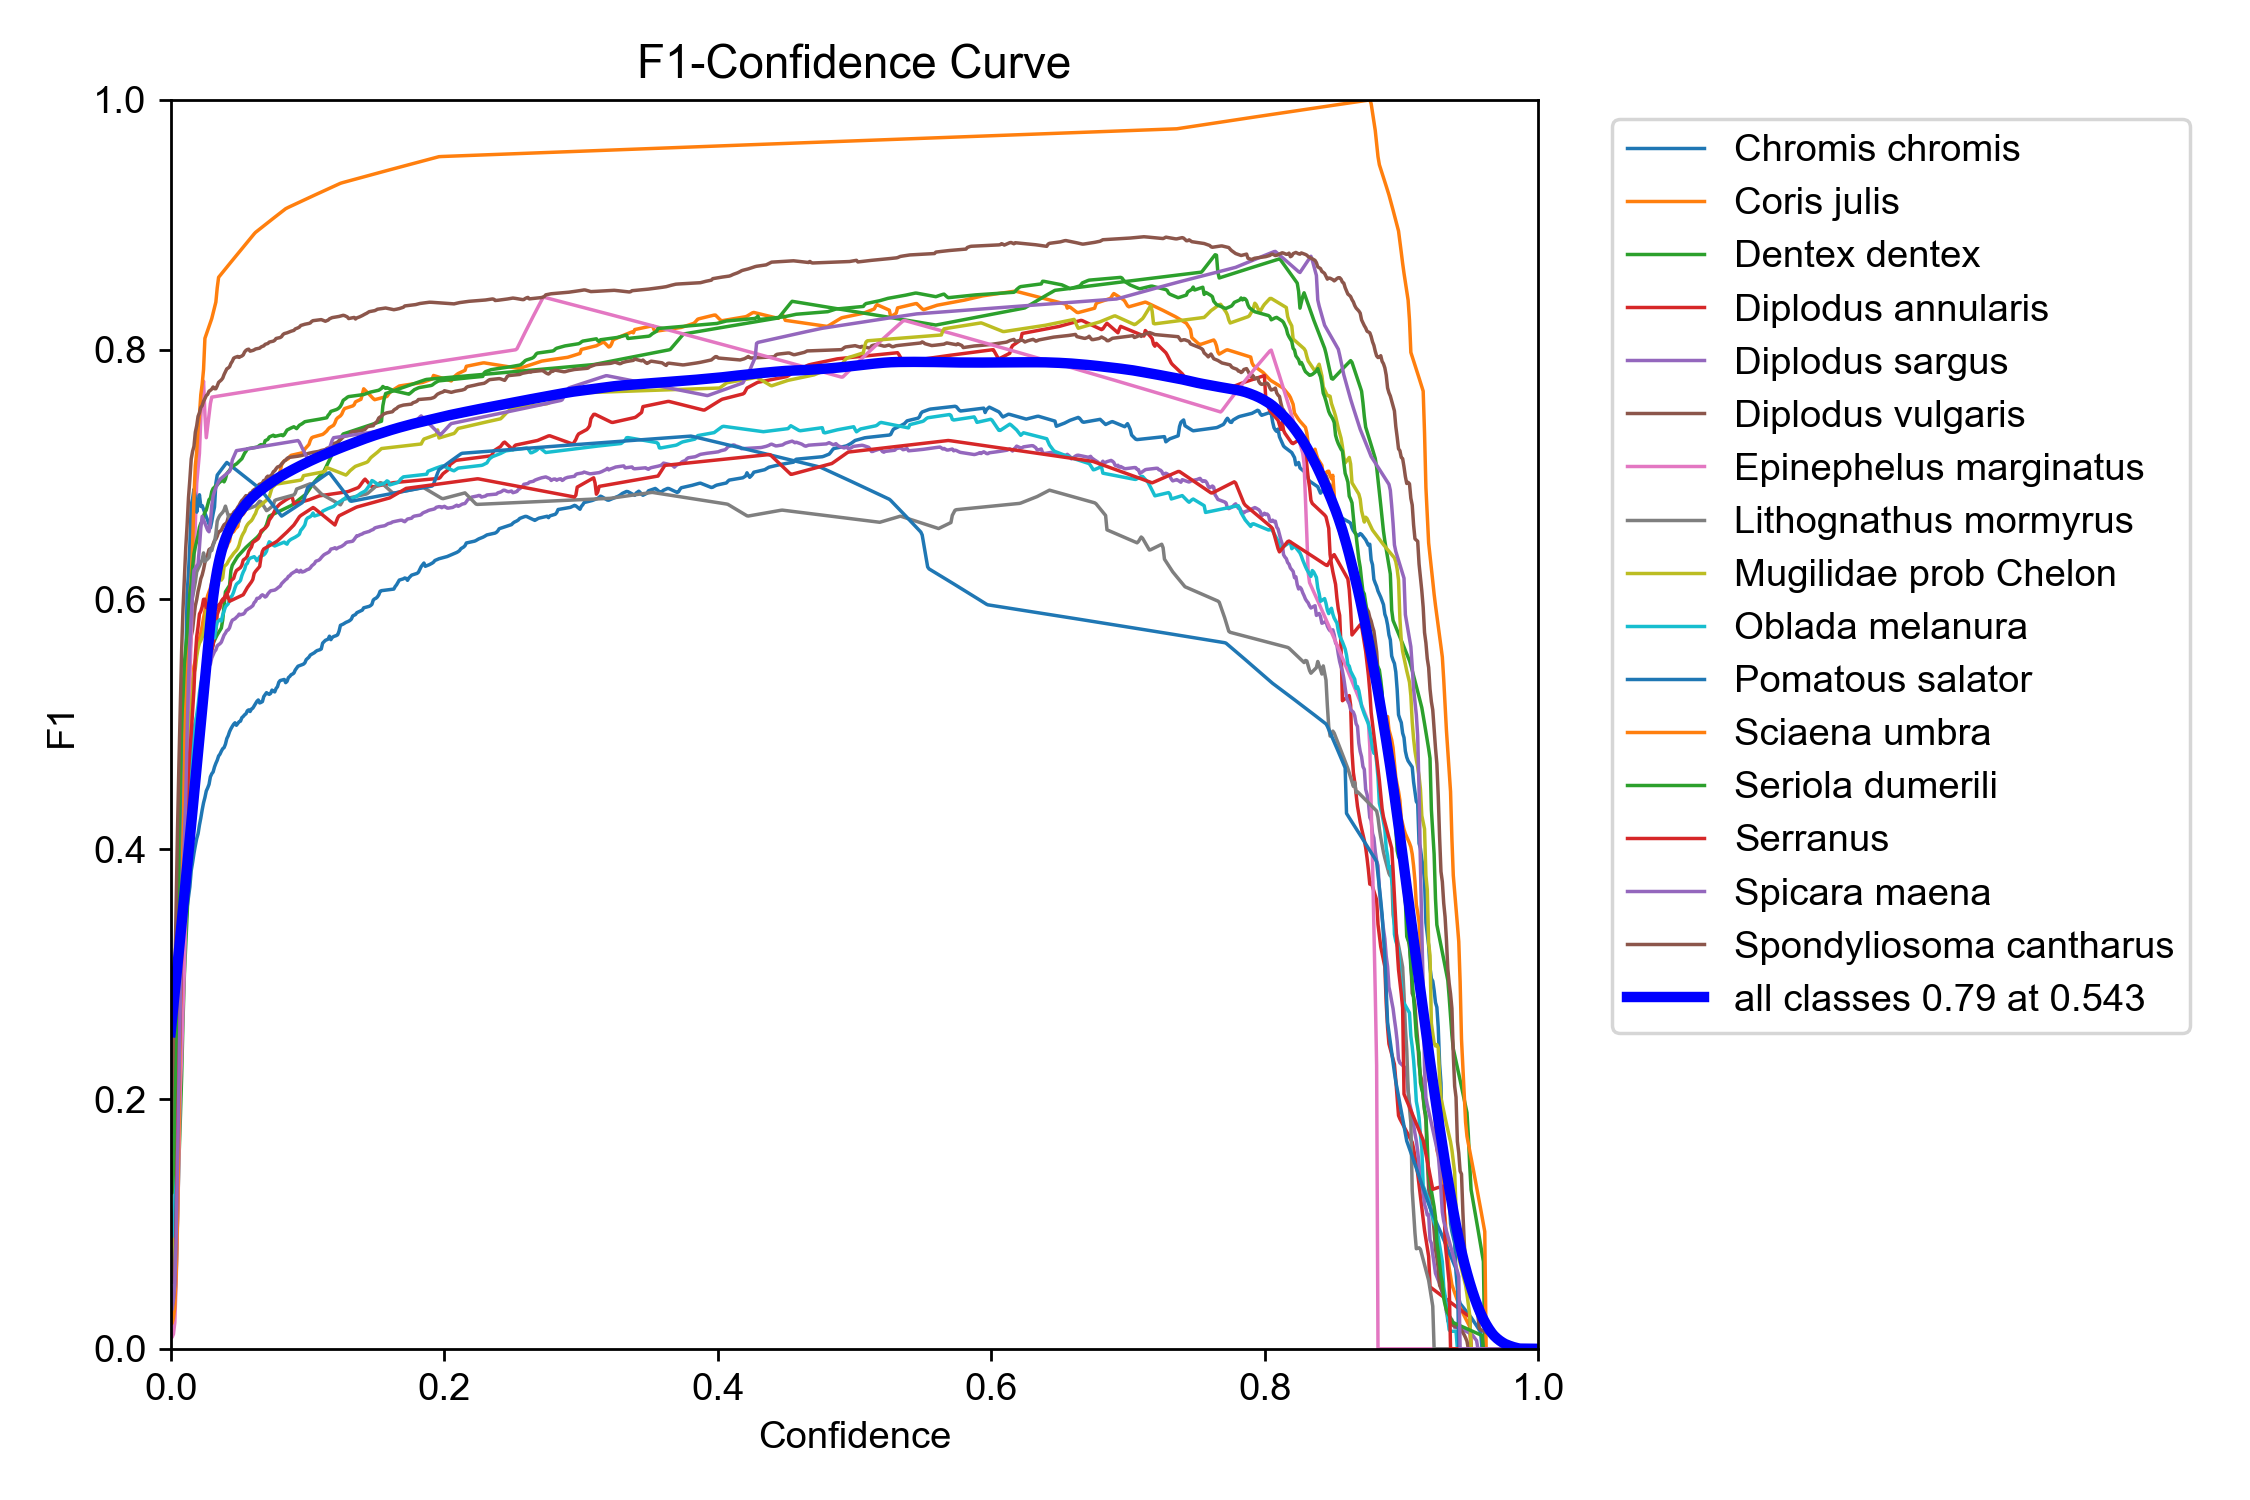 F1-Confidence Curve
1.0
0.8
0.6
0.4
0.2
0.0
F1
0.0 0.2 0.4 0.6 0.8 1.0
Confidence
Chromis chromis
Coris julis
Dentex dentex
Diplodus annularis
Diplodus sargus
Diplodus vulgaris
Epinephelus marginatus
Lithognathus mormyrus
Mugilidae prob Chelon
Oblada melanura
Pomatous salator
Sciaena umbra
Seriola dumerili
Serranus
Spicara maena
Spondyliosoma cantharus
all classes 0.79 at 0.543